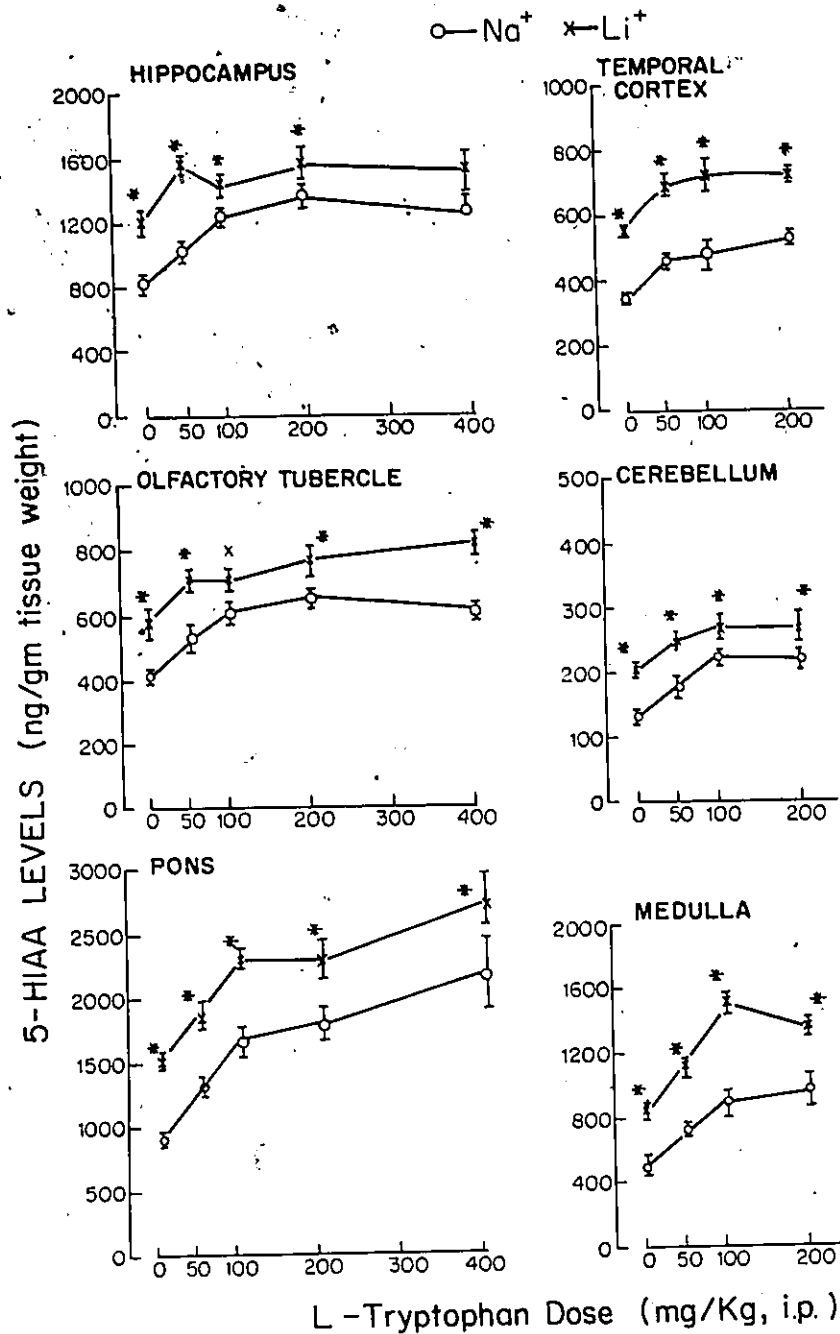 Na+ Li+
HIPPOCAMPUS
2000
1600
1200
800
400
0
0 50 100 200 300 400
TEMPORAL
CORTEX
1000
800
600
400
200
0
0 50 100 200
OLFACTORY TUBERCLE
1000
800
600
400
200
0
0 50 100 200 300 400
CEREBELLUM
500
400
300
200
100
0
0 50 100 200
PONS
3000
2500
2000
1500
1000
500
0
0 50 100 200 300 400
MEDULLA
2000
1600
1200
800
400
0
0 50 100 200
5-HIAA LEVELS (ng/gm tissue weight)
L-Tryptophan Dose (mg/Kg, i.p.)